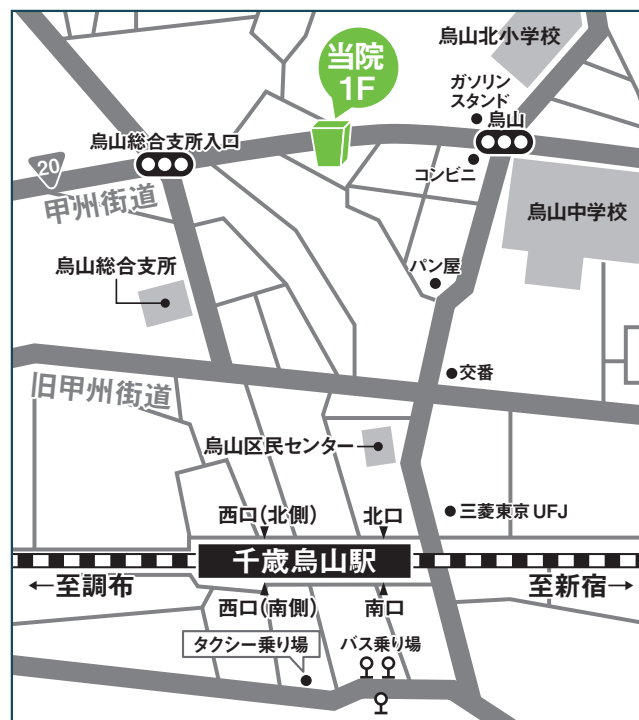 烏山北小学校
当院
1F
ガソリン
スタンド
烏山
烏山総合支所入口
20
コンビニ
甲州街道
烏山中学校
烏山総合支所
パン屋
交番
旧甲州街道
烏山区民センター
三菱東京UFJ
西口(北側)
北口
千歳烏山駅
←至調布
至新宿→
西口(南側)
南口
タクシー乗り場
バス乗り場